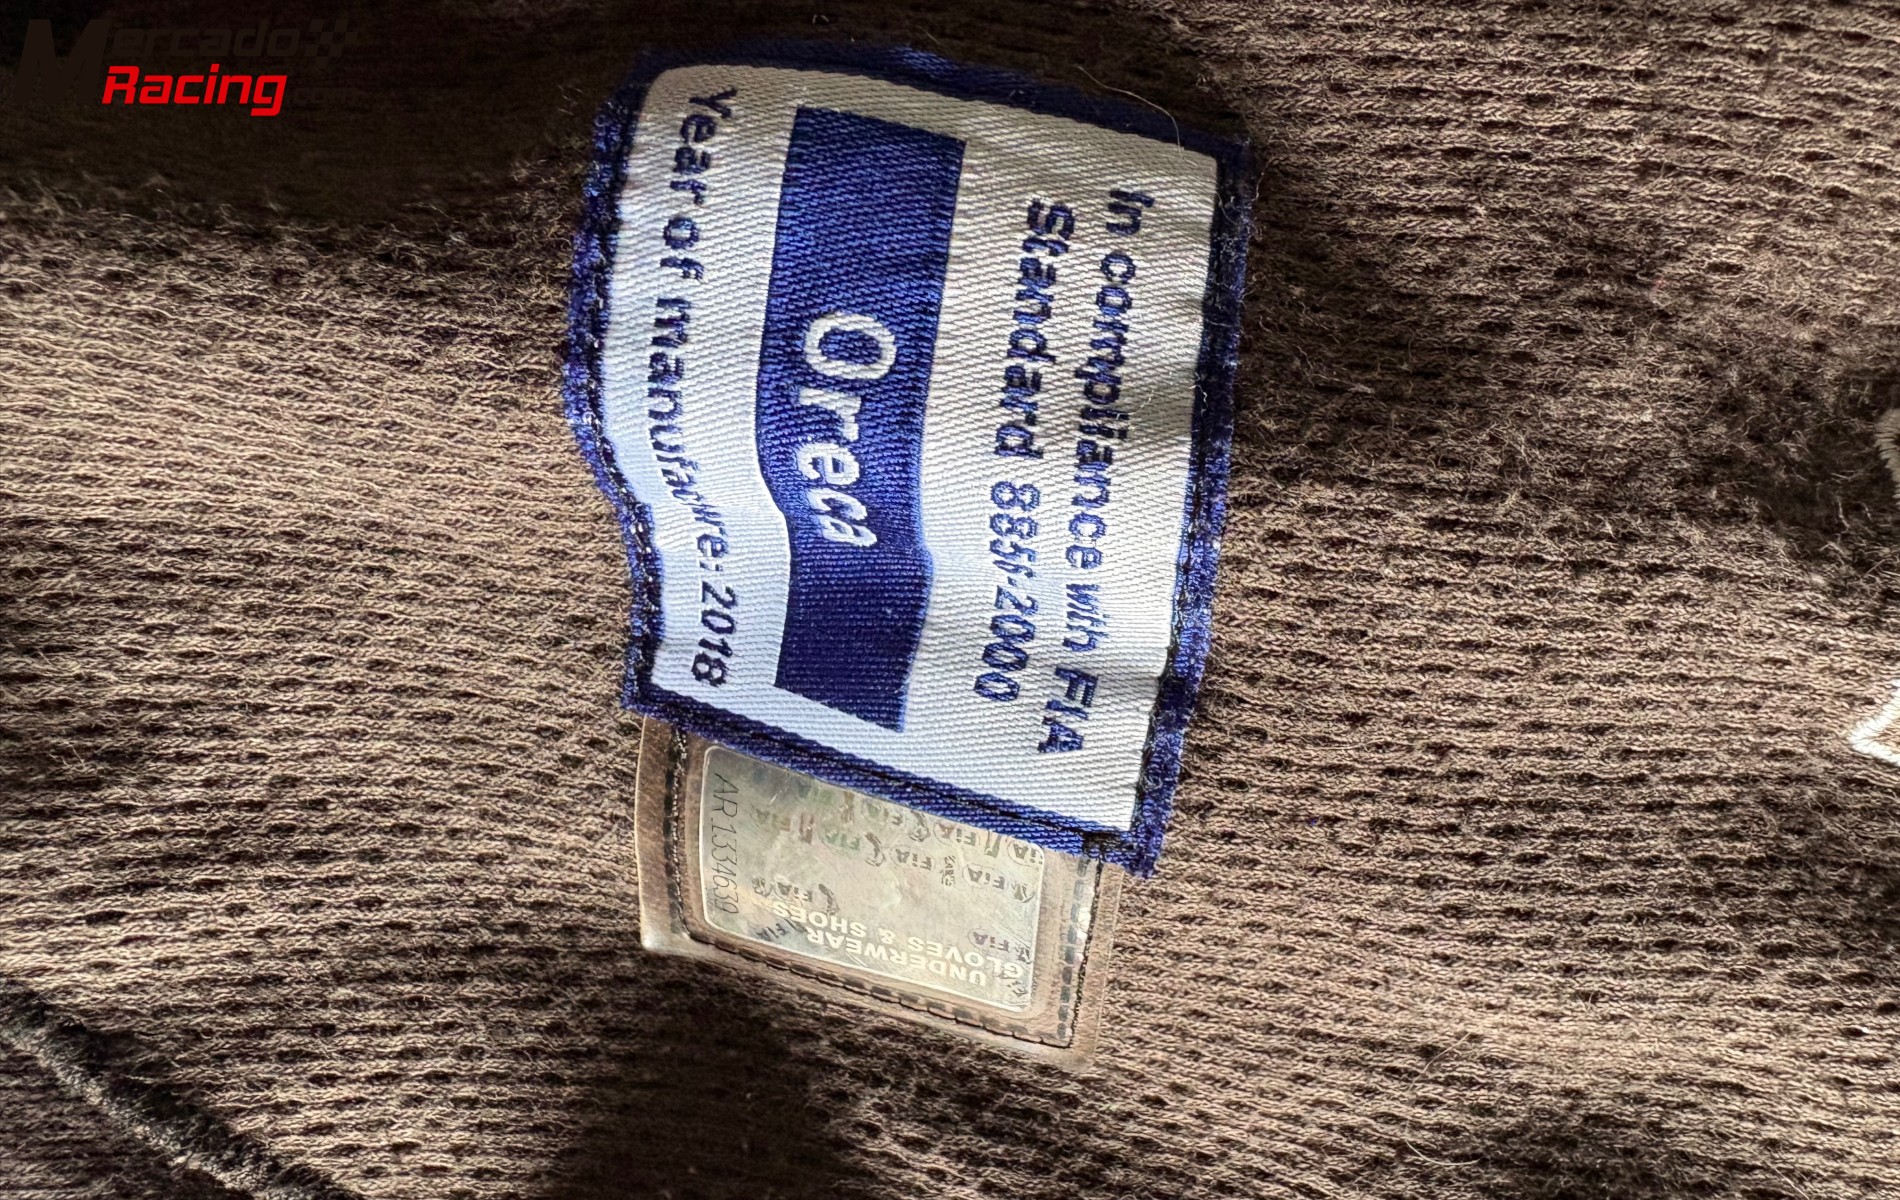 Mercado
Racing
In compliance with FIA
Standard 8856-2000
Oreca
Year of manufacture: 2018
UNDERWEAR
GLOVES & SHOES
FiA
AR 1334639